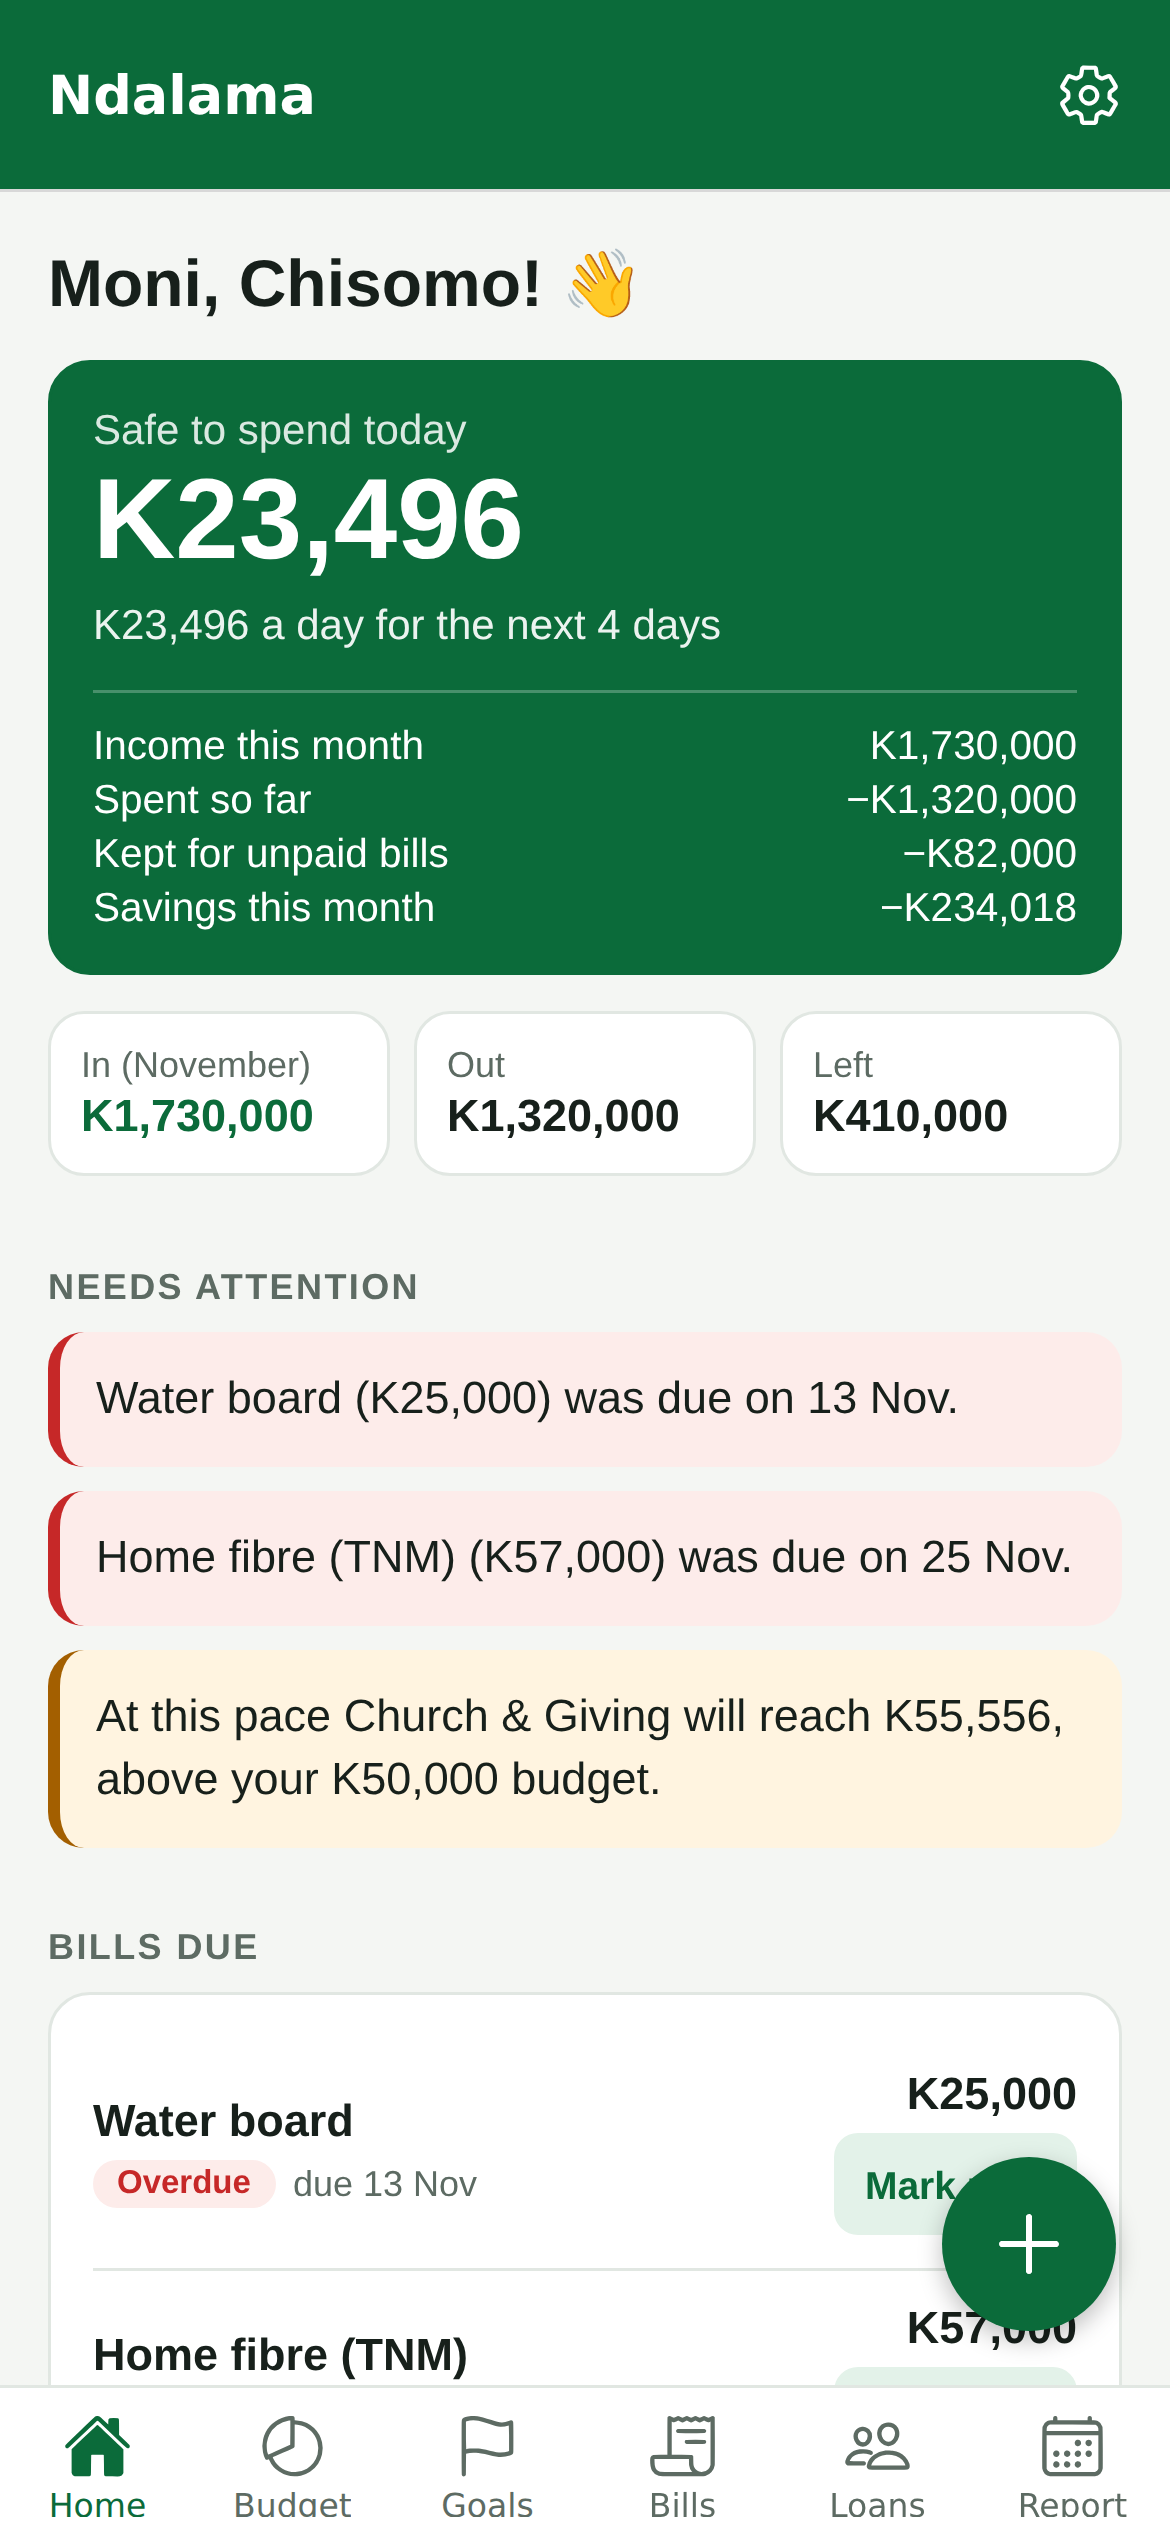 Ndalama
Moni, Chisomo! 👋
Safe to spend today
K23,496
K23,496 a day for the next 4 days
Income this month K1,730,000
Spent so far −K1,320,000
Kept for unpaid bills −K82,000
Savings this month −K234,018
In (November) Out Left
K1,730,000 K1,320,000 K410,000
NEEDS ATTENTION
Water board (K25,000) was due on 13 Nov.
Home fibre (TNM) (K57,000) was due on 25 Nov.
At this pace Church & Giving will reach K55,556,
above your K50,000 budget.
BILLS DUE
K25,000
Water board
Overdue due 13 Nov
Mark
K57,000
Home fibre (TNM)
Home Budget Goals Bills Loans Report